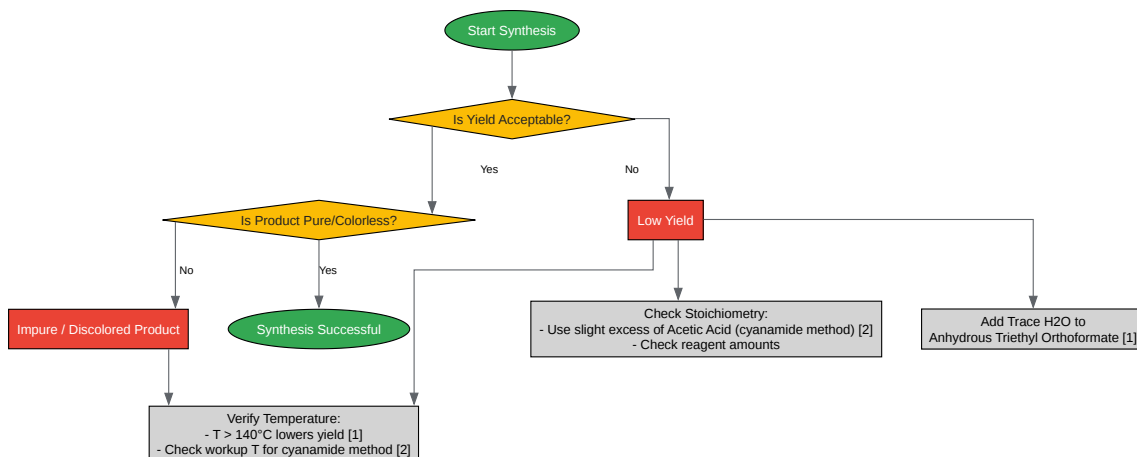 Start Synthesis
Is Yield Acceptable?
Yes
No
Is Product Pure/Colorless?
Low Yield
No
Yes
Impure / Discolored Product
Synthesis Successful
Check Stoichiometry:
- Use slight excess of Acetic Acid (cyanamide method) [2]
- Check reagent amounts
Add Trace H2O to
Anhydrous Triethyl Orthoformate [1]
Verify Temperature:
- T > 140°C lowers yield [1]
- Check workup T for cyanamide method [2]